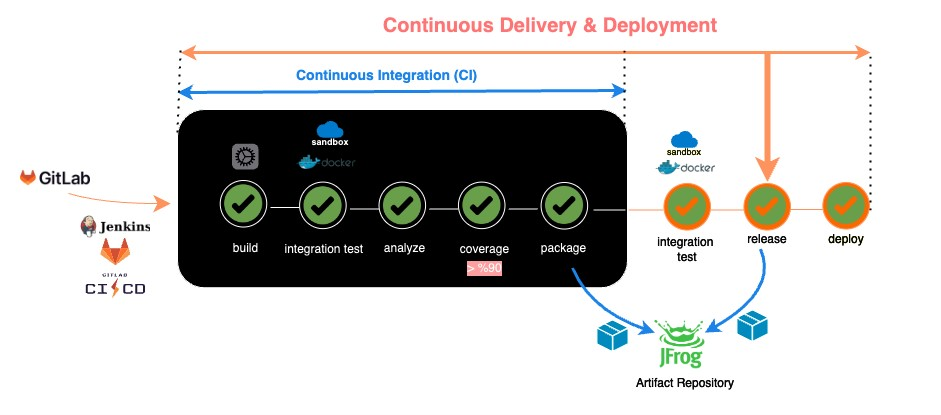 Continuous Delivery & Deployment
Continuous Integration (CI)
sandbox
docker
sandbox
docker
GitLab
Jenkins
GITLAB
CI CD
build
integration test
analyze
coverage
> %90
package
integration
test
release
deploy
JFrog
Artifact Repository